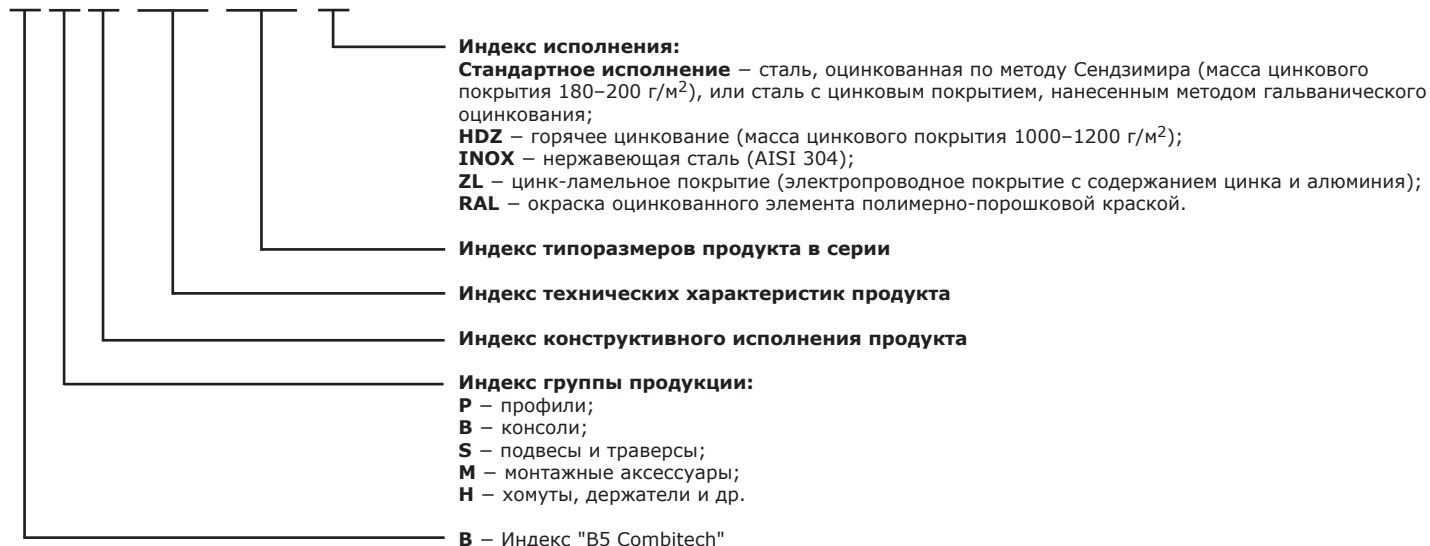 Индекс исполнения:
Стандартное исполнение − сталь, оцинкованная по методу Сендзимира (масса цинкового
покрытия 180–200 г/м²), или сталь с цинковым покрытием, нанесенным методом гальванического
оцинкования;
HDZ − горячее цинкование (масса цинкового покрытия 1000–1200 г/м²);
INOX − нержавеющая сталь (AISI 304);
ZL − цинк-ламельное покрытие (электропроводное покрытие с содержанием цинка и алюминия);
RAL − окраска оцинкованного элемента полимерно-порошковой краской.
Индекс типоразмеров продукта в серии
Индекс технических характеристик продукта
Индекс конструктивного исполнения продукта
Индекс группы продукции:
P − профили;
B − консоли;
S − подвесы и траверсы;
M − монтажные аксессуары;
H − хомуты, держатели и др.
B − Индекс "B5 Combitech"